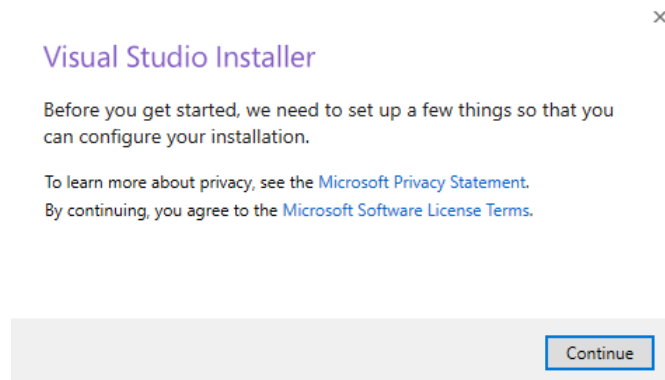 Visual Studio Installer
Before you get started, we need to set up a few things so that you
can configure your installation.
To learn more about privacy, see the Microsoft Privacy Statement.
By continuing, you agree to the Microsoft Software License Terms.
Continue